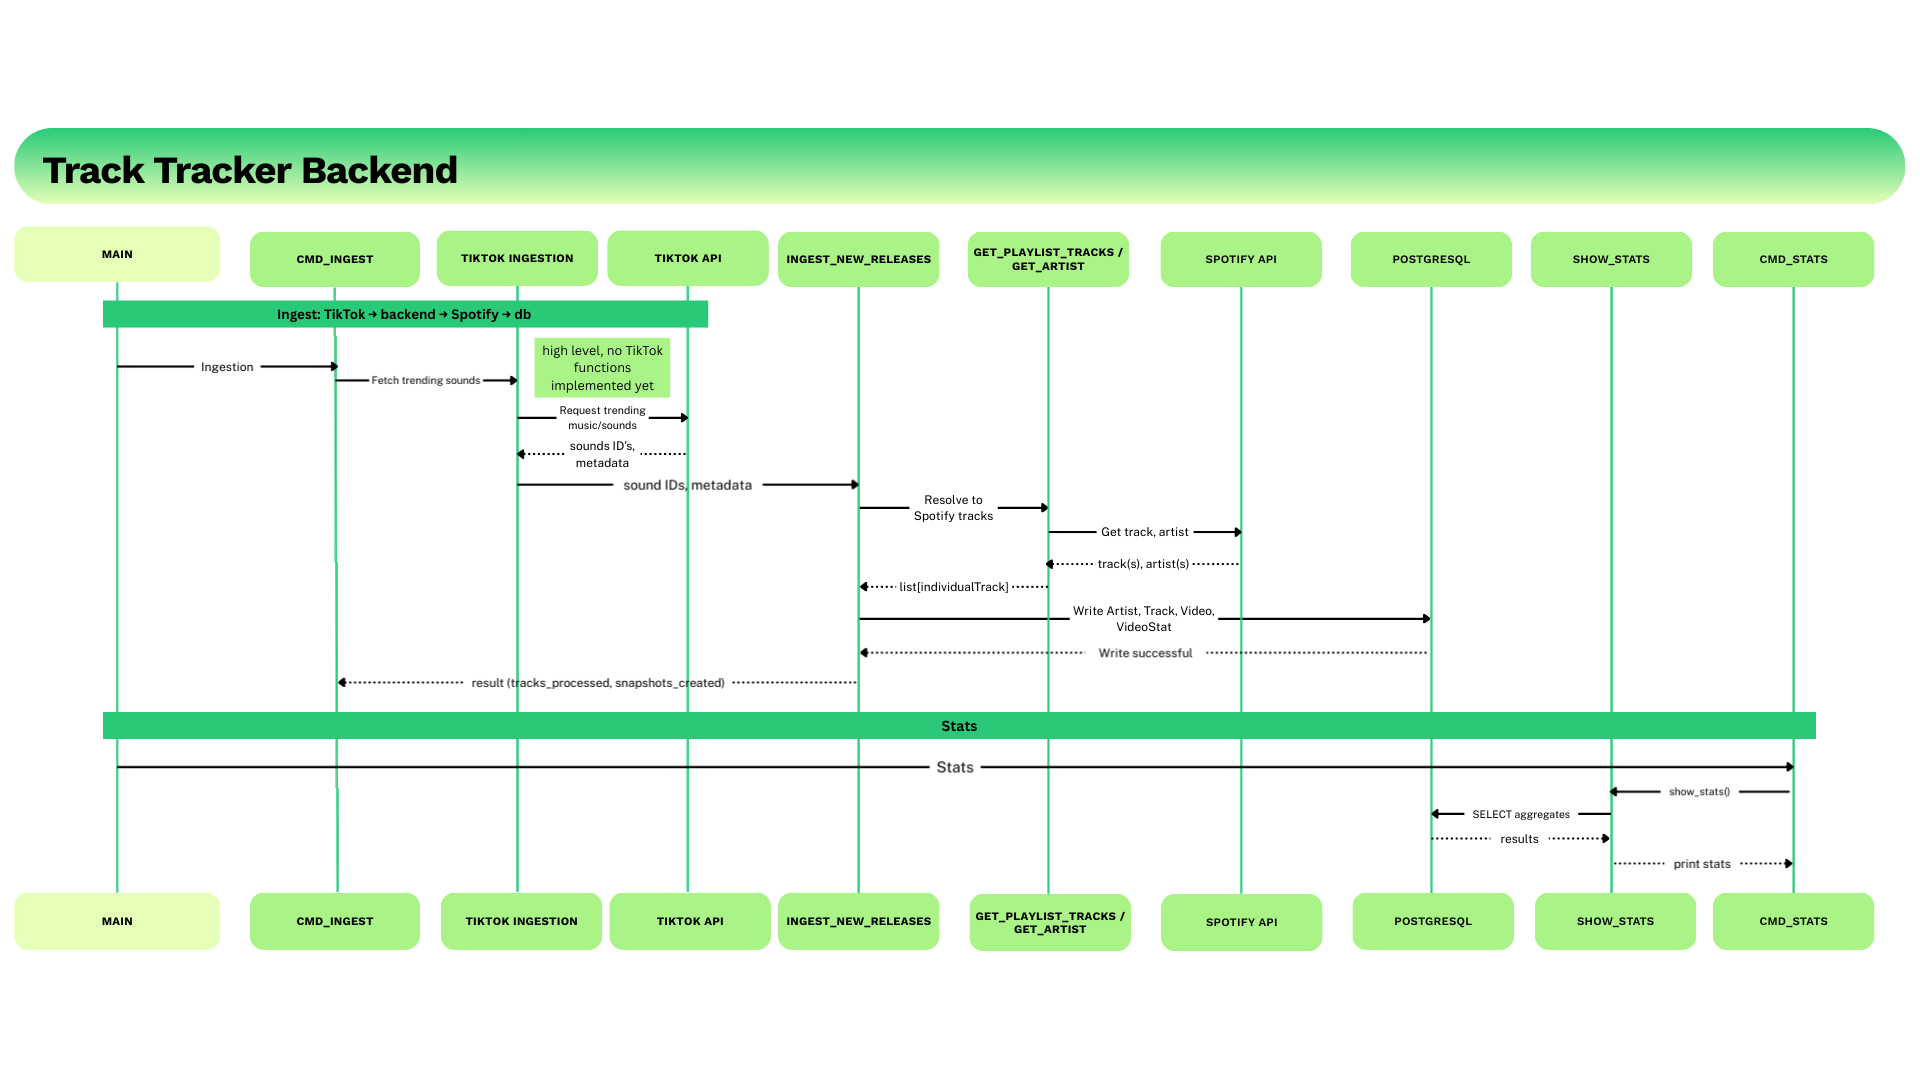 Track Tracker Backend
MAIN
CMD_INGEST
TIKTOK INGESTION
TIKTOK API
INGEST_NEW_RELEASES
GET_PLAYLIST_TRACKS /
GET_ARTIST
SPOTIFY API
POSTGRESQL
SHOW_STATS
CMD_STATS
Ingest: TikTok → backend → Spotify → db
high level, no TikTok
functions
implemented yet
Ingestion
Fetch trending sounds
Request trending
music/sounds
sounds ID's,
metadata
sound IDs, metadata
Resolve to
Spotify tracks
Get track, artist
track(s), artist(s)
list[individualTrack]
Write Artist, Track, Video,
VideoStat
Write successful
result (tracks_processed, snapshots_created)
Stats
Stats
show_stats()
SELECT aggregates
results
print stats
MAIN
CMD_INGEST
TIKTOK INGESTION
TIKTOK API
INGEST_NEW_RELEASES
GET_PLAYLIST_TRACKS /
GET_ARTIST
SPOTIFY API
POSTGRESQL
SHOW_STATS
CMD_STATS